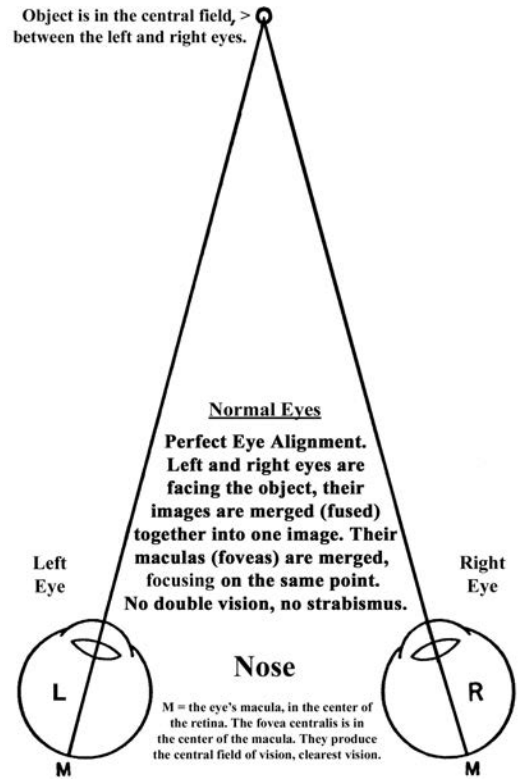 Object is in the central field, >
between the left and right eyes.
Normal Eyes
Perfect Eye Alignment.
Left and right eyes are
facing the object, their
images are merged (fused)
together into one image. Their
maculas (foveas) are merged,
focusing on the same point.
No double vision, no strabismus.
Left
Eye
Right
Eye
L
Nose
R
M = the eye's macula, in the center of
the retina. The fovea centralis is in
the center of the macula. They produce
the central field of vision, clearest vision.
M
M